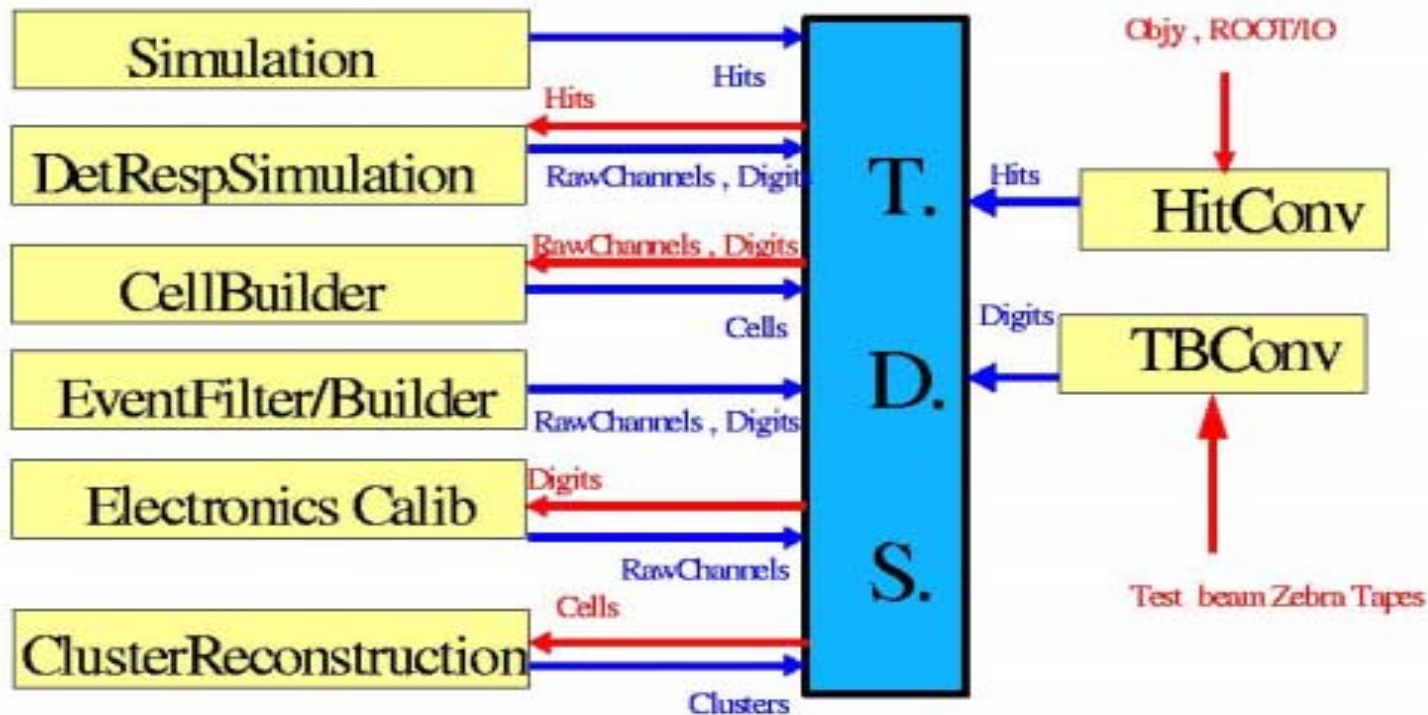 Simulation
Hits
Hits
DetRespSimulation
RawChannels , Digits
RawChannels , Digits
CellBuilder
Cells
EventFilter/Builder
RawChannels , Digits
Digits
Electronics Calib
RawChannels
Cells
ClusterReconstruction
Clusters
T.
D.
S.
Objy , ROOT/IO
Hits
HitConv
Digits
TBConv
Test beam Zebra Tapes